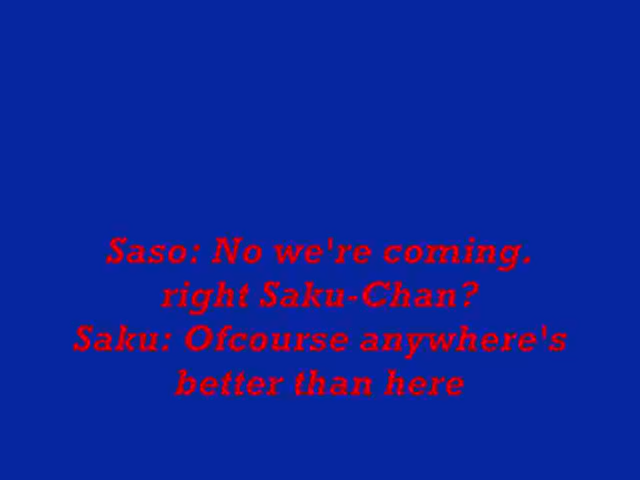 Saso: No we're coming.
right Saku-Chan?
Saku: Ofcourse anywhere's
better than here